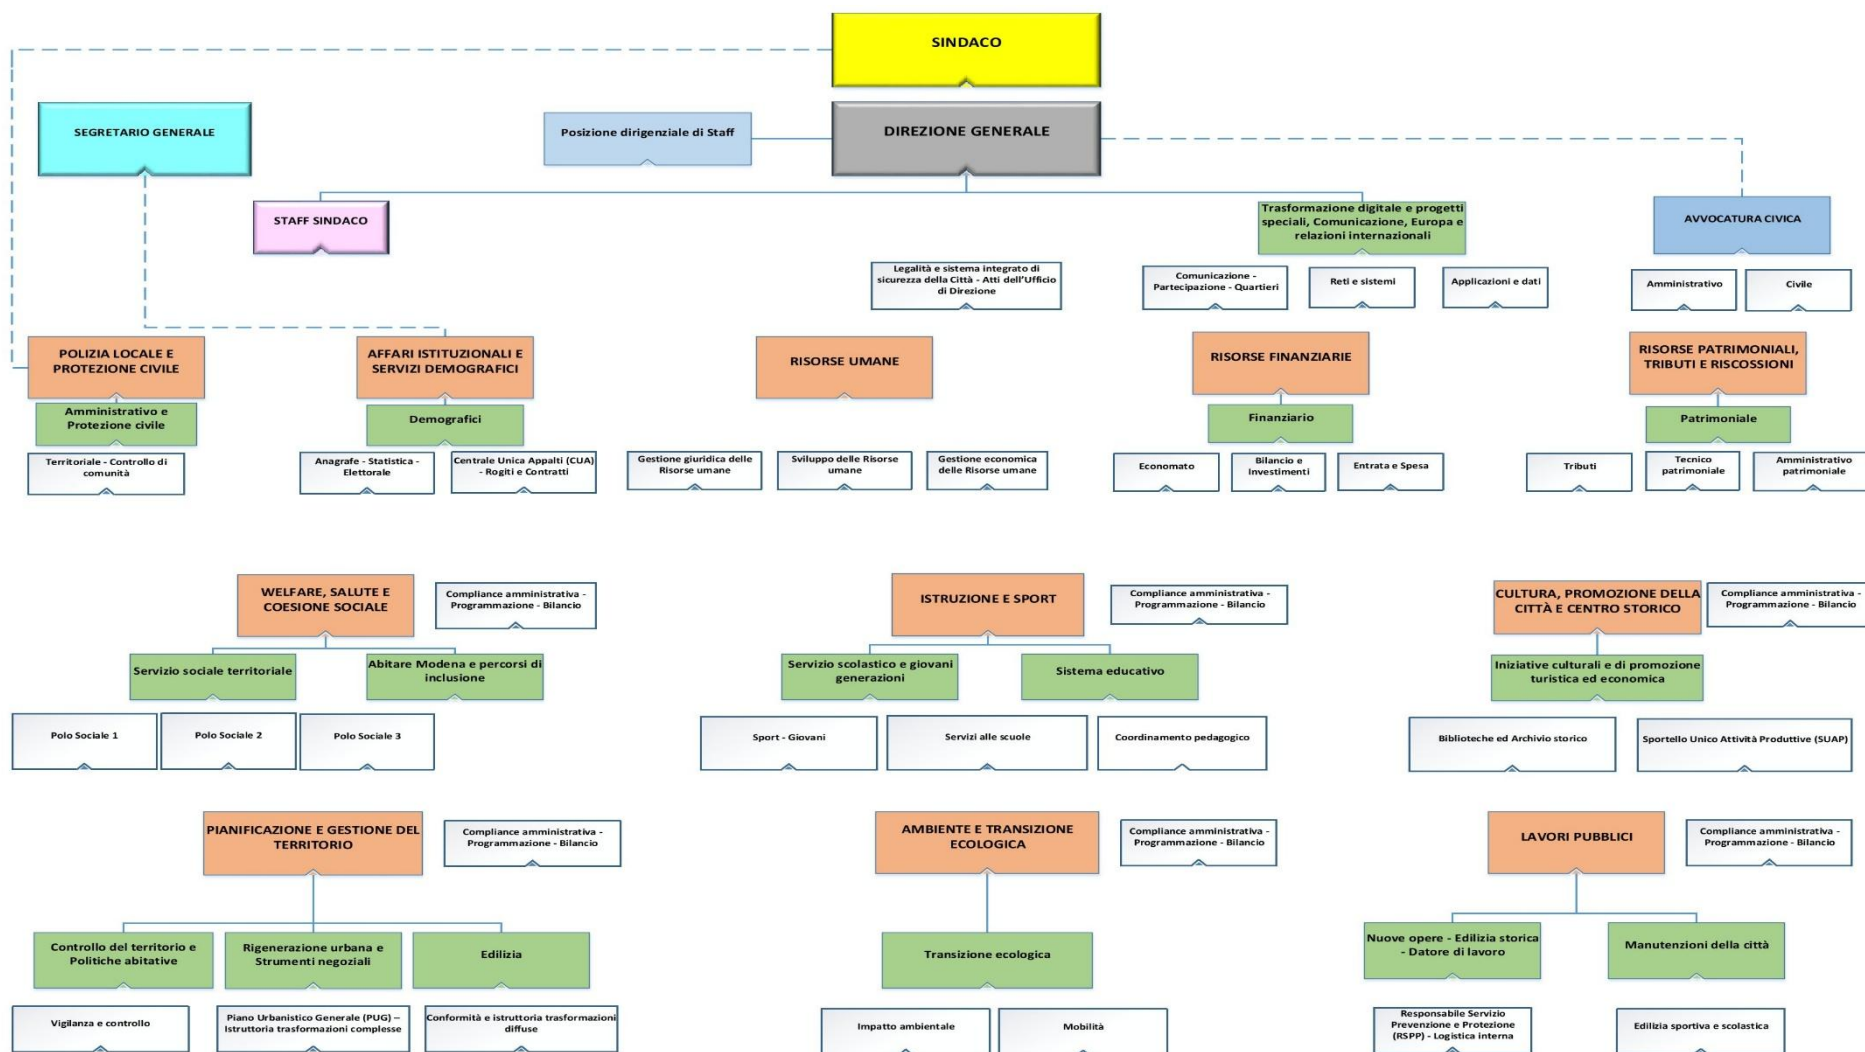 SINDACO
SEGRETARIO GENERALE
Posizione dirigenziale di Staff
DIREZIONE GENERALE
STAFF SINDACO
Trasformazione digitale e progetti
speciali, Comunicazione, Europa e
relazioni internazionali
AVVOCATURA CIVICA
Legalità e sistema integrato di
sicurezza della Città - Atti dell'Ufficio
di Direzione
Comunicazione -
Partecipazione - Quartieri
Reti e sistemi
Applicazioni e dati
Amministrativo
Civile
POLIZIA LOCALE E
PROTEZIONE CIVILE
AFFARI ISTITUZIONALI E
SERVIZI DEMOGRAFICI
RISORSE UMANE
RISORSE FINANZIARIE
RISORSE PATRIMONIALI,
TRIBUTI E RISCOSSIONI
Amministrativo e
Protezione civile
Demografici
Finanziario
Patrimoniale
Territoriale - Controllo di
comunità
Anagrafe - Statistica -
Elettorale
Centrale Unica Appalti (CUA)
- Rogiti e Contratti
Gestione giuridica delle
Risorse umane
Sviluppo delle Risorse
umane
Gestione economica
delle Risorse umane
Economato
Bilancio e
Investimenti
Entrata e Spesa
Tributi
Tecnico
patrimoniale
Amministrativo
patrimoniale
WELFARE, SALUTE E
COESIONE SOCIALE
Compliance amministrativa -
Programmazione - Bilancio
ISTRUZIONE E SPORT
Compliance amministrativa -
Programmazione - Bilancio
CULTURA, PROMOZIONE DELLA
CITTÀ E CENTRO STORICO
Compliance amministrativa -
Programmazione - Bilancio
Servizio sociale territoriale
Abitare Modena e percorsi di
inclusione
Servizio scolastico e giovani
generazioni
Sistema educativo
Iniziative culturali e di promozione
turistica ed economica
Polo Sociale 1
Polo Sociale 2
Polo Sociale 3
Sport - Giovani
Servizi alle scuole
Coordinamento pedagogico
Biblioteche ed Archivio storico
Sportello Unico Attività Produttive (SUAP)
PIANIFICAZIONE E GESTIONE DEL
TERRITORIO
Compliance amministrativa -
Programmazione - Bilancio
AMBIENTE E TRANSIZIONE
ECOLOGICA
Compliance amministrativa -
Programmazione - Bilancio
LAVORI PUBBLICI
Compliance amministrativa -
Programmazione - Bilancio
Controllo del territorio e
Politiche abitative
Rigenerazione urbana e
Strumenti negoziali
Edilizia
Transizione ecologica
Nuove opere - Edilizia storica
- Datore di lavoro
Manutenzioni della città
Vigilanza e controllo
Piano Urbanistico Generale (PUG) –
Istruttoria trasformazioni complesse
Conformità e istruttoria trasformazioni
diffuse
Impatto ambientale
Mobilità
Responsabile Servizio
Prevenzione e Protezione
(RSPP) - Logistica interna
Edilizia sportiva e scolastica